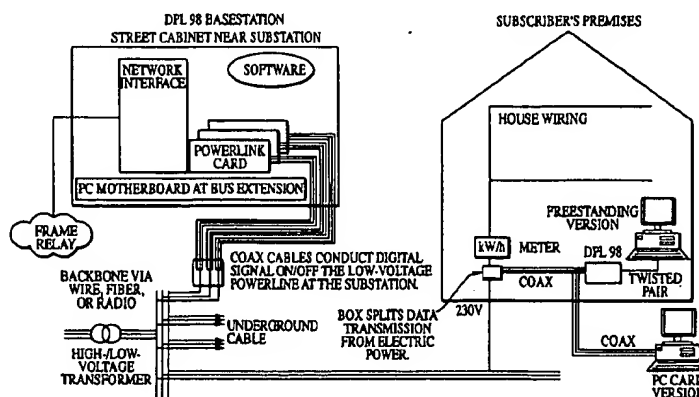 DPL 98 BASESTATION
STREET CABINET NEAR SUBSTATION
NETWORK
INTERFACE
SOFTWARE
POWERLINK
CARD
PC MOTHERBOARD AT BUS EXTENSION
FRAME
RELAY
COAX CABLES CONDUCT DIGITAL
SIGNAL ON/OFF THE LOW-VOLTAGE
POWERLINE AT THE SUBSTATION.
BACKBONE VIA
WIRE, FIBER,
OR RADIO
UNDERGROUND
CABLE
HIGH-/LOW-
VOLTAGE
TRANSFORMER
SUBSCRIBER'S PREMISES
HOUSE WIRING
FREESTANDING
VERSION
kW/h
METER
DPL 98
COAX
TWISTED
PAIR
230V
BOX SPLITS DATA
TRANSMISSION
FROM ELECTRIC
POWER.
COAX
PC CARD
VERSION